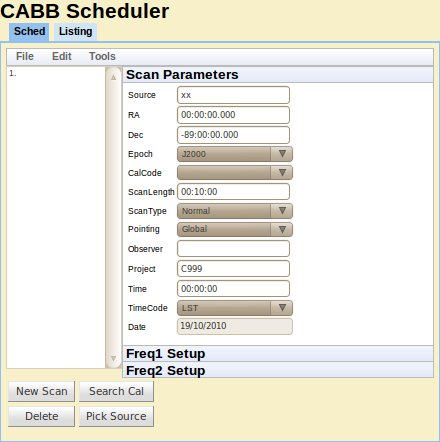 CABB Scheduler
Sched Listing
File Edit Tools
1.
Scan Parameters
Source xx
RA 00:00:00.000
Dec -89:00:00.000
Epoch J2000
CalCode
ScanLength 00:10:00
ScanType Normal
Pointing Global
Observer
Project C999
Time 00:00:00
TimeCode LST
Date 19/10/2010
Freq1 Setup
Freq2 Setup
New Scan Search Cal
Delete Pick Source